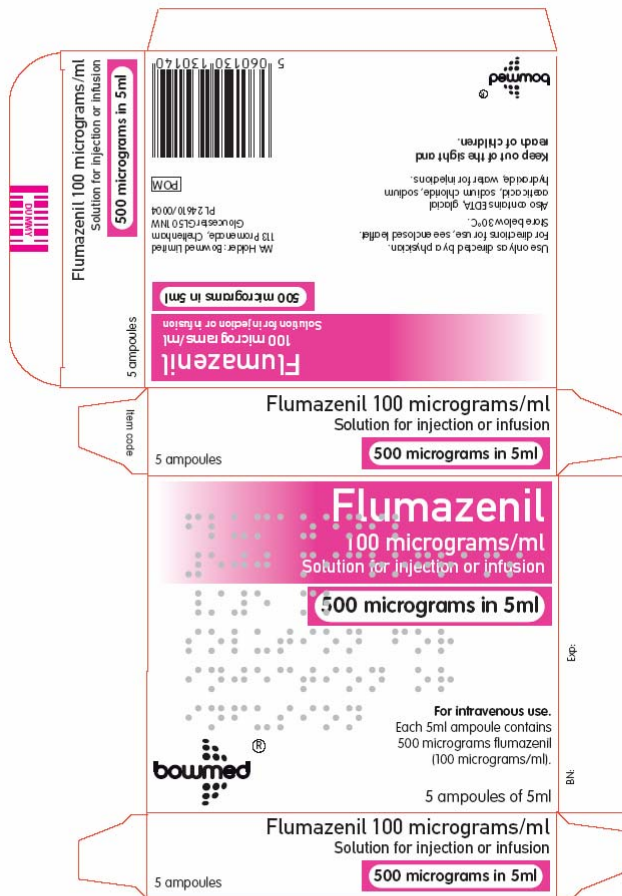 DUMMY
Flumazenil 100 micrograms/ml
Solution for injection or infusion
500 micrograms in 5ml
5 ampoules
5 060130 130140
POM
MA Holder: Bowmed Limited
113 Promenade, Cheltenham
Gloucester GL50 1NW
PL 24610/0004
bowmed®
Keep out of the sight and
reach of children.
Also contains EDTA, glacial
acetic acid, sodium chloride, sodium
hydroxide, water for injections.
Use only as directed by a physician.
For directions for use, see enclosed leaflet.
Store below 30°C.
Flumazenil
100 micrograms/ml
Solution for injection or infusion
500 micrograms in 5ml
Item code
Flumazenil 100 micrograms/ml
Solution for injection or infusion
500 micrograms in 5ml
5 ampoules
Flumazenil
100 micrograms/ml
Solution for injection or infusion
500 micrograms in 5ml
For intravenous use.
Each 5ml ampoule contains
500 micrograms flumazenil
(100 micrograms/ml).
bowmed®
5 ampoules of 5ml
Exp:
BN:
Flumazenil 100 micrograms/ml
Solution for injection or infusion
500 micrograms in 5ml
5 ampoules